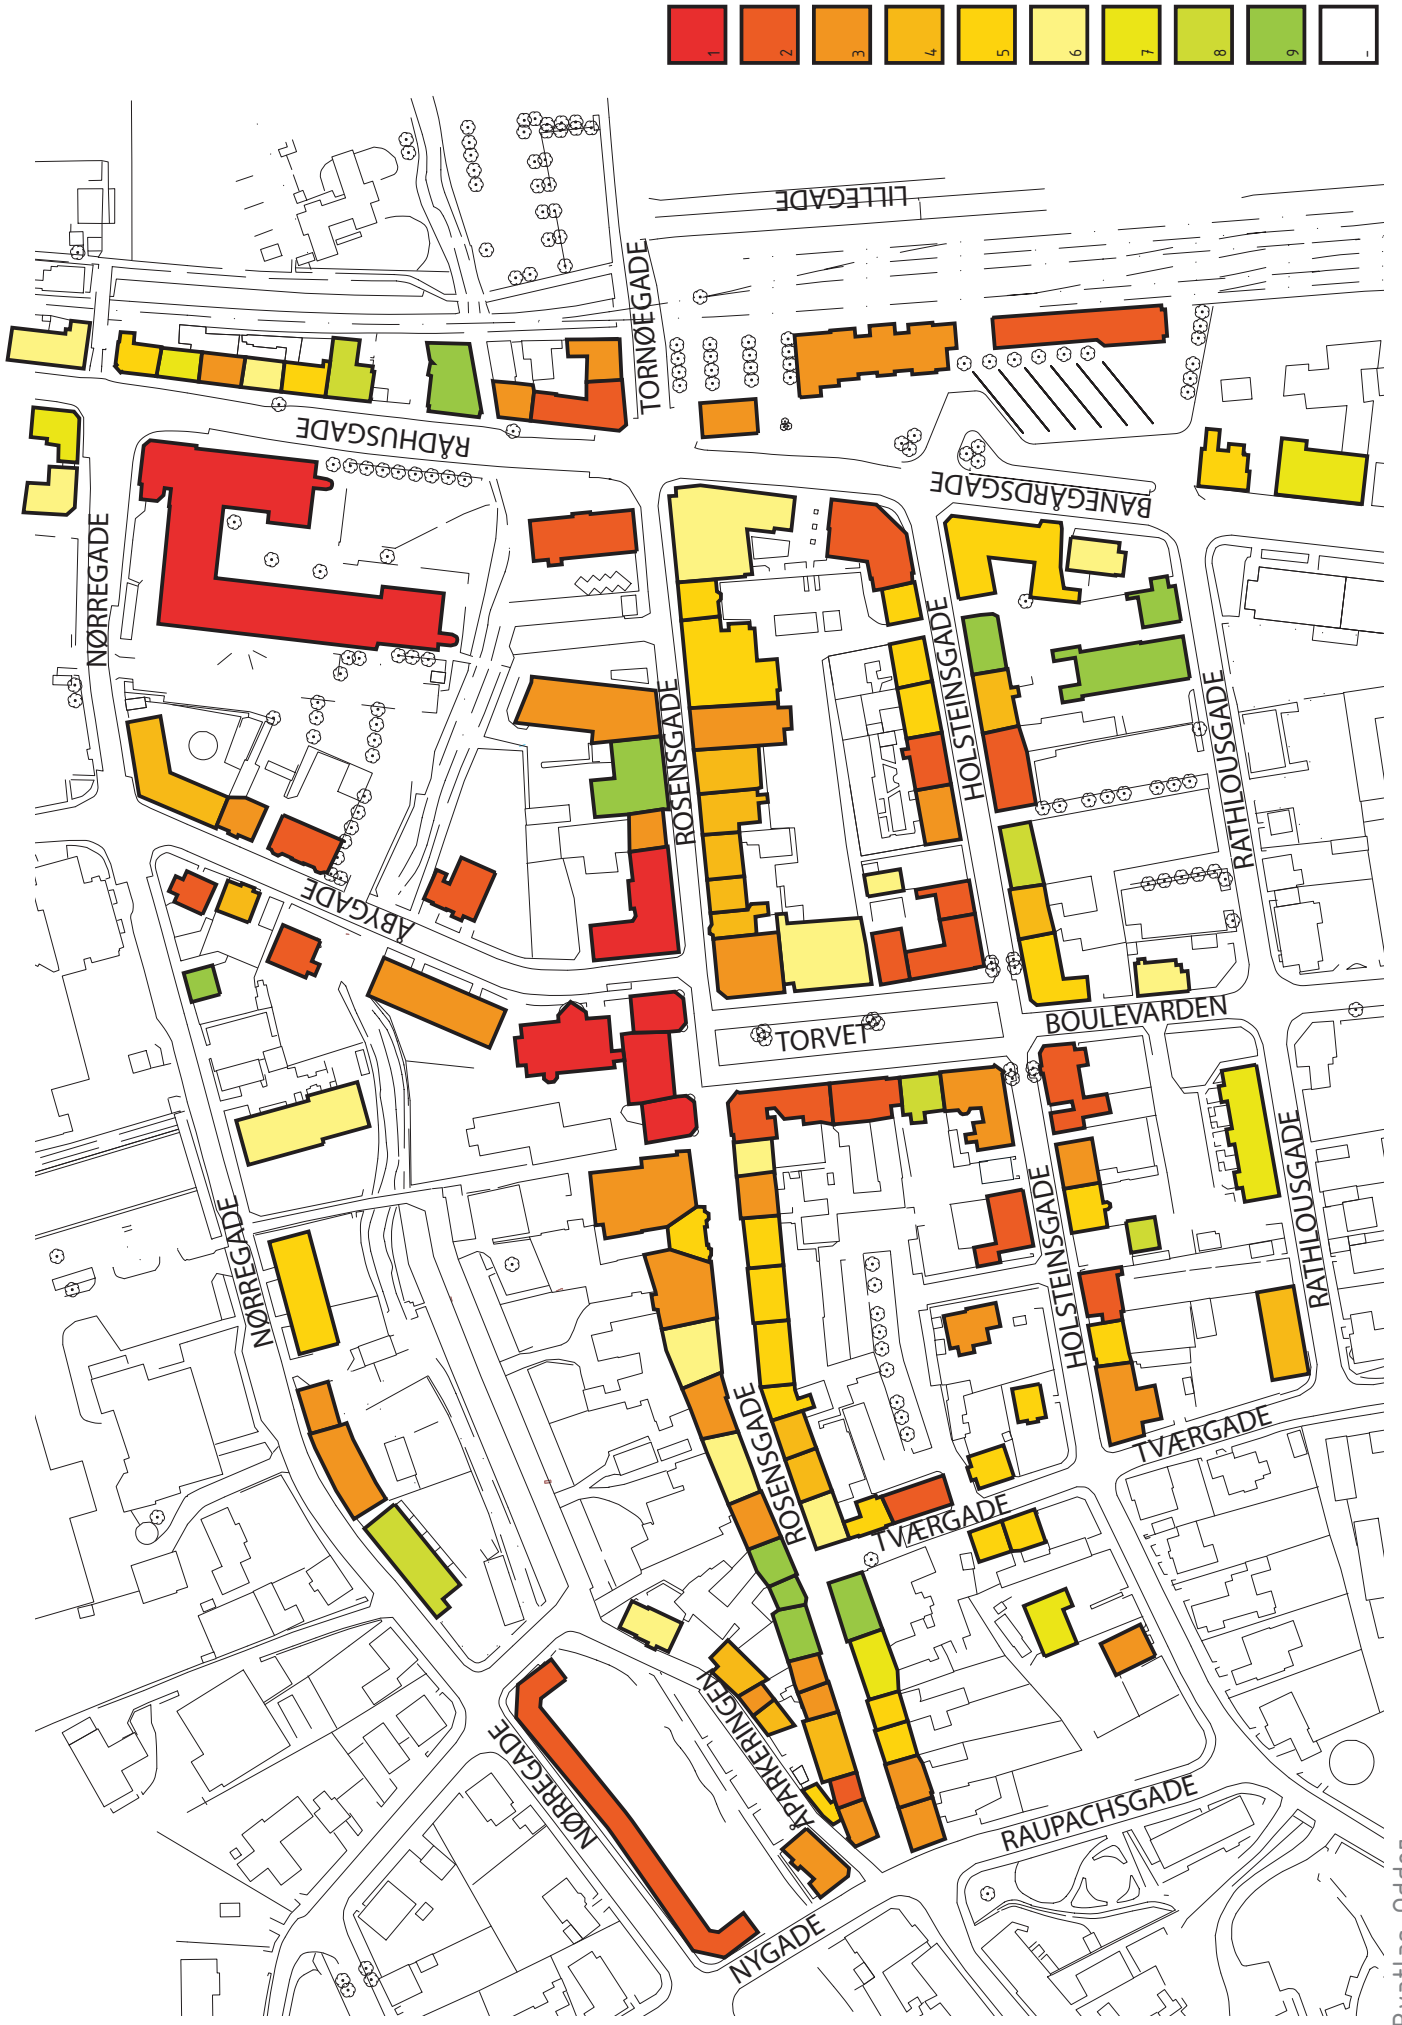 1
2
3
4
5
6
7
8
9
-
LILLEGADE
TORNØEGADE
RÅDHUSGADE
BANEGÅRDSGADE
NØRREGADE
HOLSTEINSGADE
ROSENSGADE
RATHLOUSGADE
ÅBYGADE
TORVET
BOULEVARDEN
NØRREGADE
HOLSTEINSGADE
RATHLOUSGADE
ROSENSGADE
TVÆRGADE
TVÆRGADE
ÅPARKERINGEN
NØRREGADE
RAUPACHSGADE
NYGADE